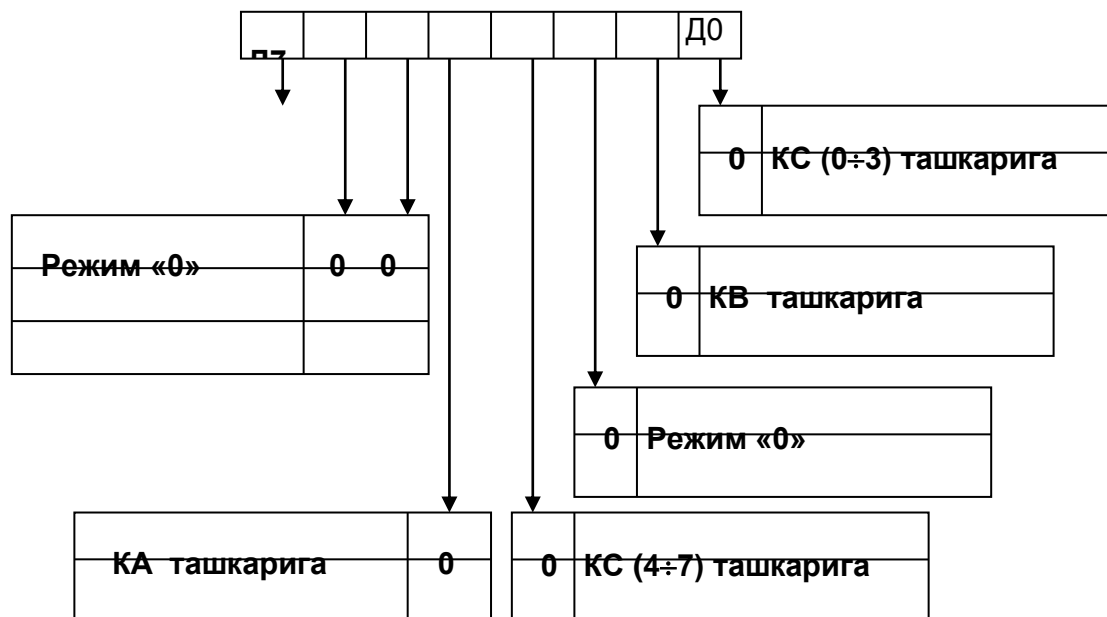 Д0
0 КС (0÷3) ташкарига
Режим «0» 0 0
0 КВ ташкарига
0 Режим «0»
КА ташкарига 0
0 КС (4÷7) ташкарига